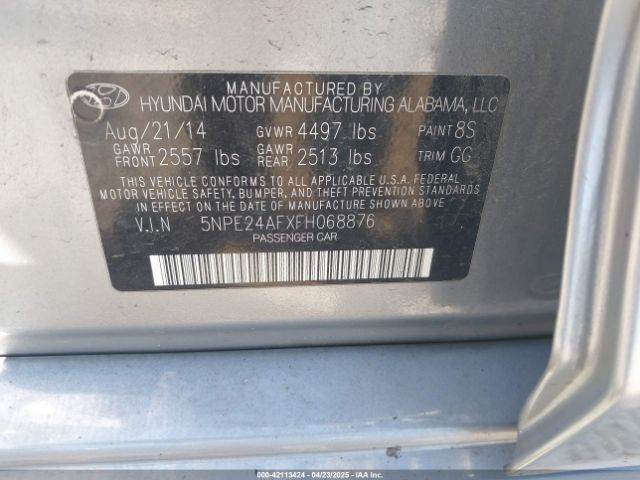 MANUFACTURED BY
HYUNDAI MOTOR MANUFACTURING ALABAMA, LLC
Aug/21/14 GVWR 4497 lbs PAINT 8S
GAWR FRONT 2557 lbs GAWR REAR 2513 lbs TRIM GG
THIS VEHICLE CONFORMS TO ALL APPLICABLE U.S.A. FEDERAL
MOTOR VEHICLE SAFETY, BUMPER, AND THEFT PREVENTION STANDARDS
IN EFFECT ON THE DATE OF MANUFACTURE SHOWN ABOVE
V.I.N 5NPE24AFXFH068876
PASSENGER CAR
000-42113424 - 04/23/2025 - IAA Inc.